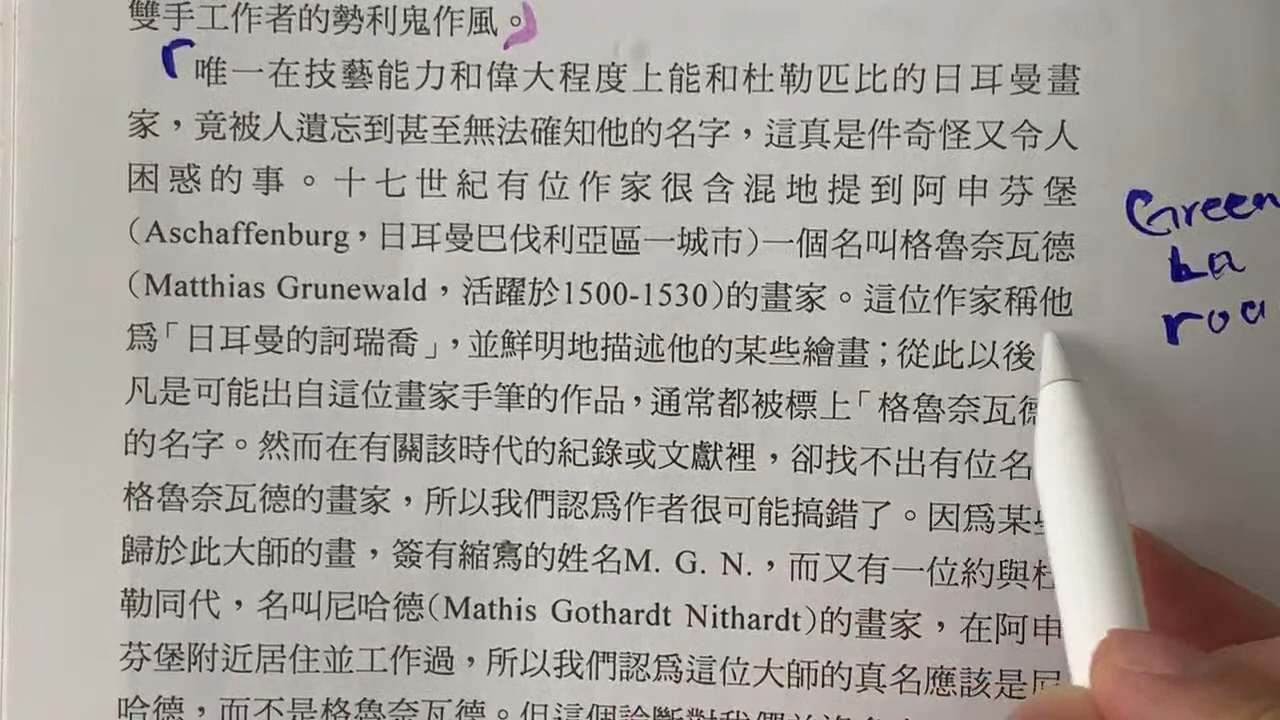 雙手工作者的勢利鬼作風。
「唯一在技藝能力和偉大程度上能和杜勒匹比的日耳曼畫
家，竟被人遺忘到甚至無法確知他的名字，這真是件奇怪又令人
困惑的事。十七世紀有位作家很含混地提到阿申芬堡
（Aschaffenburg，日耳曼巴伐利亞區一城市）一個名叫格魯奈瓦德
（Matthias Grunewald，活躍於1500-1530）的畫家。這位作家稱他
爲「日耳曼的訶瑞喬」，並鮮明地描述他的某些繪畫；從此以後
凡是可能出自這位畫家手筆的作品，通常都被標上「格魯奈瓦德
的名字。然而在有關該時代的紀錄或文獻裡，卻找不出有位名
格魯奈瓦德的畫家，所以我們認爲作者很可能搞錯了。因爲某
歸於此大師的畫，簽有縮寫的姓名M. G. N.，而又有一位約與杜
勒同代，名叫尼哈德（Mathis Gothardt Nithardt）的畫家，在阿申
芬堡附近居住並工作過，所以我們認爲這位大師的真名應該是尼
哈德，而不是格魯奈瓦德。但這個論斷對我們並沒
Green
ba
roa